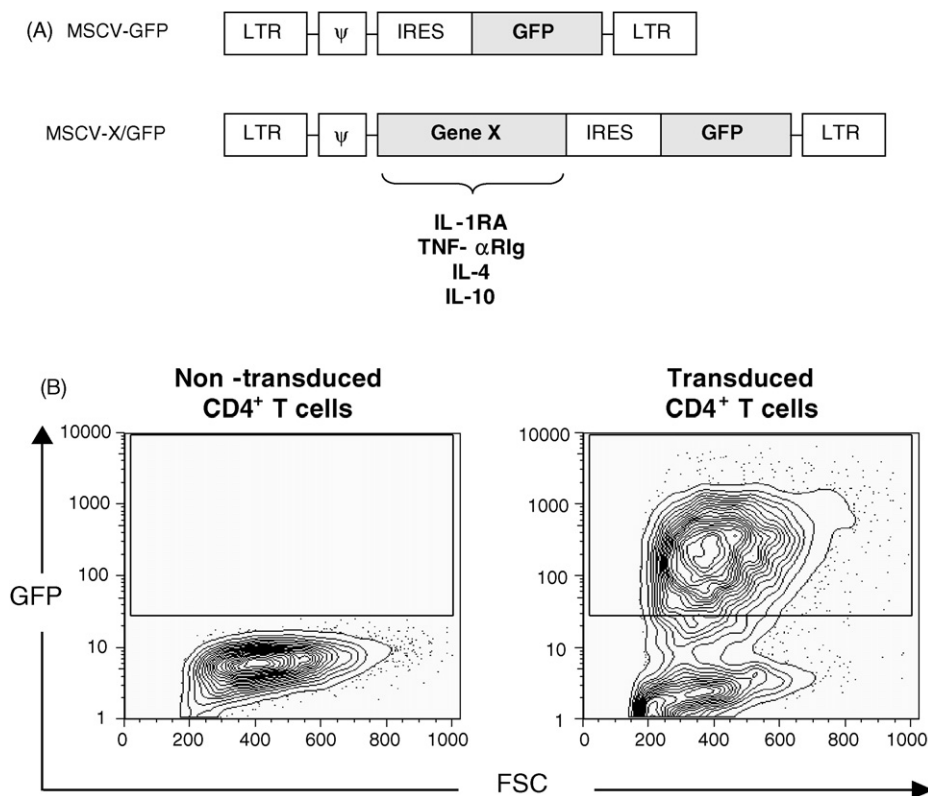 (A) MSCV-GFP LTR ψ IRES GFP LTR
MSCV-X/GFP LTR ψ Gene X IRES GFP LTR
IL-1RA
TNF- αRIg
IL-4
IL-10
(B)
Non -transduced
CD4+ T cells
Transduced
CD4+ T cells
GFP
10000
1000
100
10
1
0 200 400 600 800 1000
10000
1000
100
10
1
0 200 400 600 800 1000
FSC